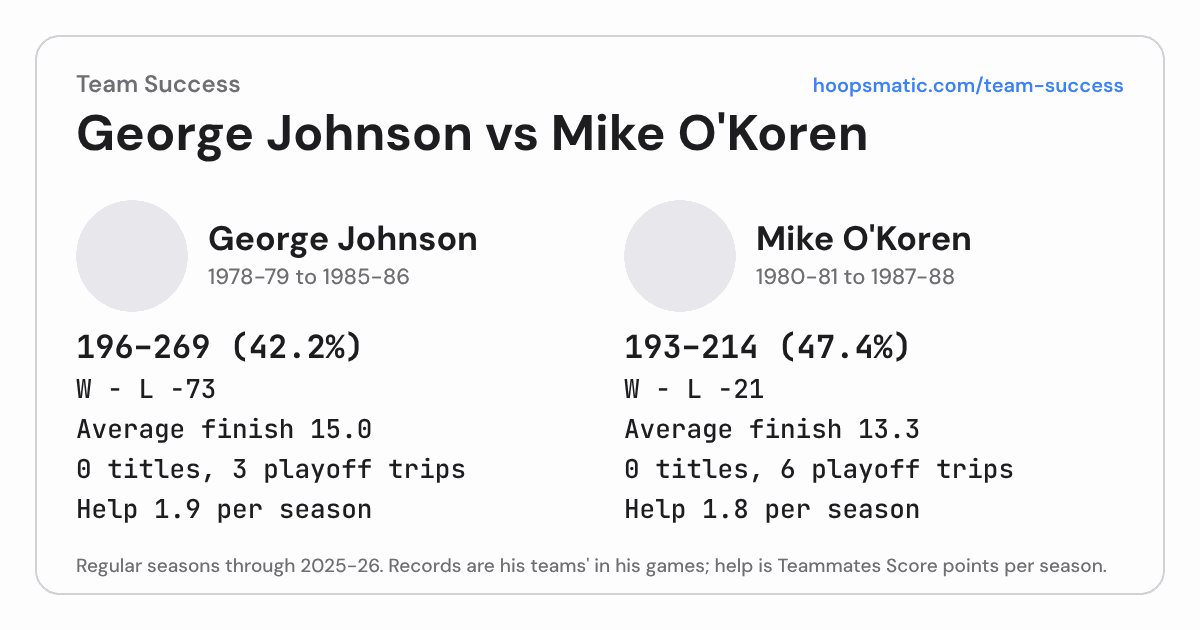 Team Success
hoopsmatic.com/team-success
George Johnson vs Mike O'Koren
George Johnson
1978-79 to 1985-86
196-269 (42.2%)
W - L -73
Average finish 15.0
0 titles, 3 playoff trips
Help 1.9 per season
Mike O'Koren
1980-81 to 1987-88
193-214 (47.4%)
W - L -21
Average finish 13.3
0 titles, 6 playoff trips
Help 1.8 per season
Regular seasons through 2025-26. Records are his teams' in his games; help is Teammates Score points per season.